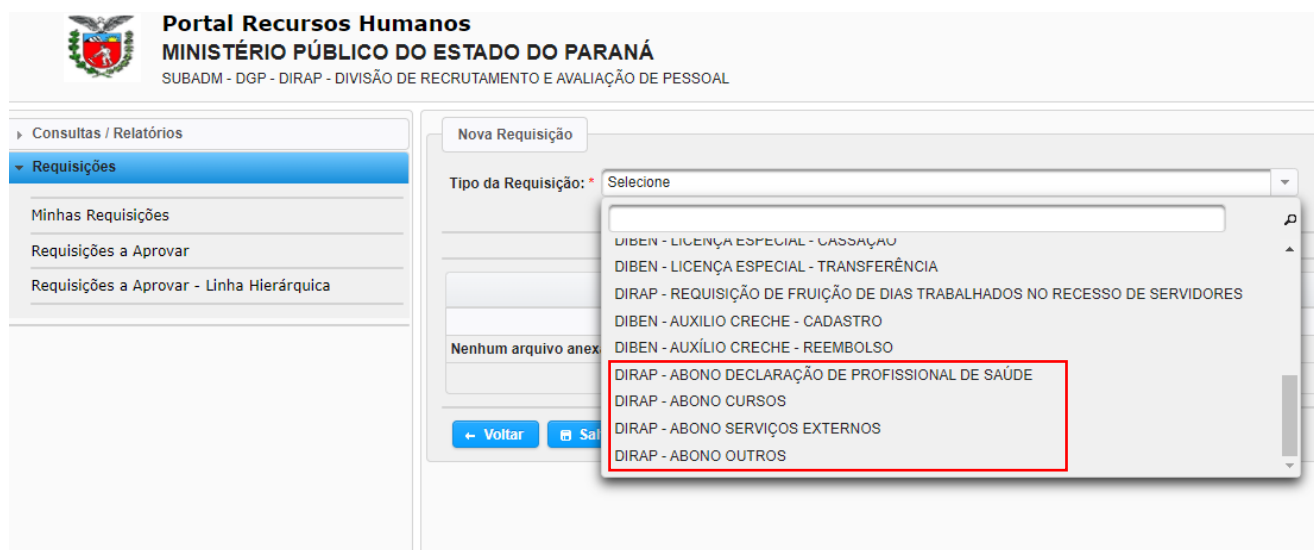 Portal Recursos Humanos
MINISTÉRIO PÚBLICO DO ESTADO DO PARANÁ
SUBADM - DGP - DIRAP - DIVISÃO DE RECRUTAMENTO E AVALIAÇÃO DE PESSOAL
Consultas / Relatórios
Requisições
Minhas Requisições
Requisições a Aprovar
Requisições a Aprovar - Linha Hierárquica
Nova Requisição
Tipo da Requisição: * Selecione
DIBEN - LICENÇA ESPECIAL - CASSAÇÃO
DIBEN - LICENÇA ESPECIAL - TRANSFERÊNCIA
DIRAP - REQUISIÇÃO DE FRUIÇÃO DE DIAS TRABALHADOS NO RECESSO DE SERVIDORES
DIBEN - AUXILIO CRECHE - CADASTRO
DIBEN - AUXÍLIO CRECHE - REEMBOLSO
Nenhum arquivo anex
DIRAP - ABONO DECLARAÇÃO DE PROFISSIONAL DE SAÚDE
DIRAP - ABONO CURSOS
DIRAP - ABONO SERVIÇOS EXTERNOS
DIRAP - ABONO OUTROS
← Voltar
Sal